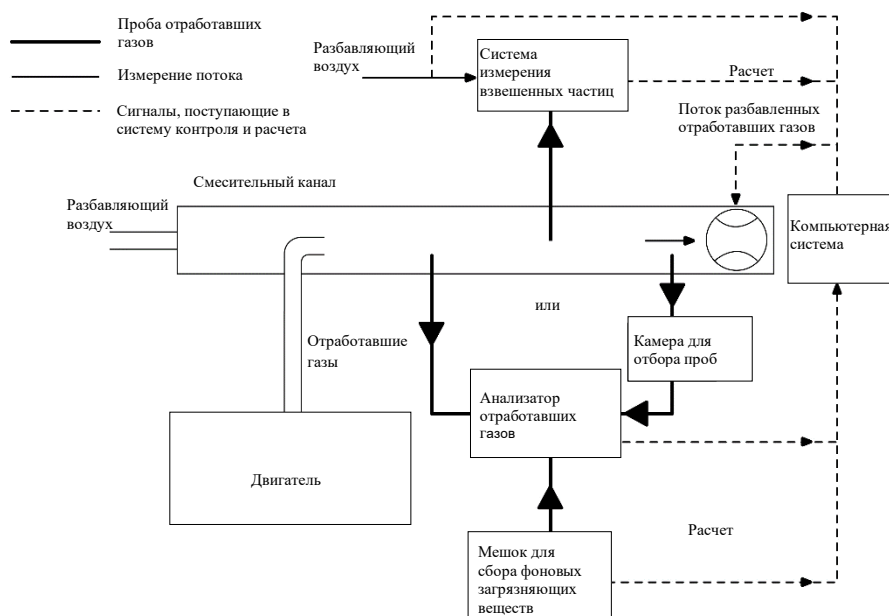 Проба отработавших
газов
Измерение потока
Сигналы, поступающие в
систему контроля и расчета
Разбавляющий
воздух
Система
измерения
взвешенных частиц
Расчет
Поток разбавленных
отработавших газов
Смесительный канал
Разбавляющий
воздух
Компьютерная
система
или
Отработавшие
газы
Камера для
отбора проб
Анализатор
отработавших
газов
Двигатель
Расчет
Мешок для
сбора фоновых
загрязняющих
веществ